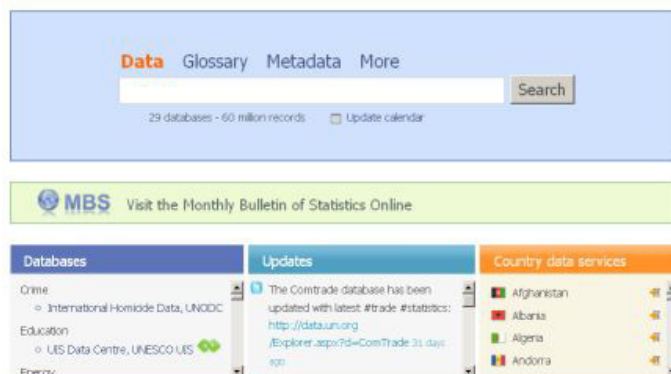 Data Glossary Metadata More
Search
29 databases - 60 million records Update calendar
MBS Visit the Monthly Bulletin of Statistics Online
Databases
Crime
International Homicide Data, UNODC
Education
UIS Data Centre, UNESCO UIS
Energy
Updates
The Comtrade database has been
updated with latest #trade #statistics:
http://data.un.org
/Explorer.aspx?d=ComTrade 31 days
ago
Country data services
Afghanistan
Albania
Algeria
Andorra